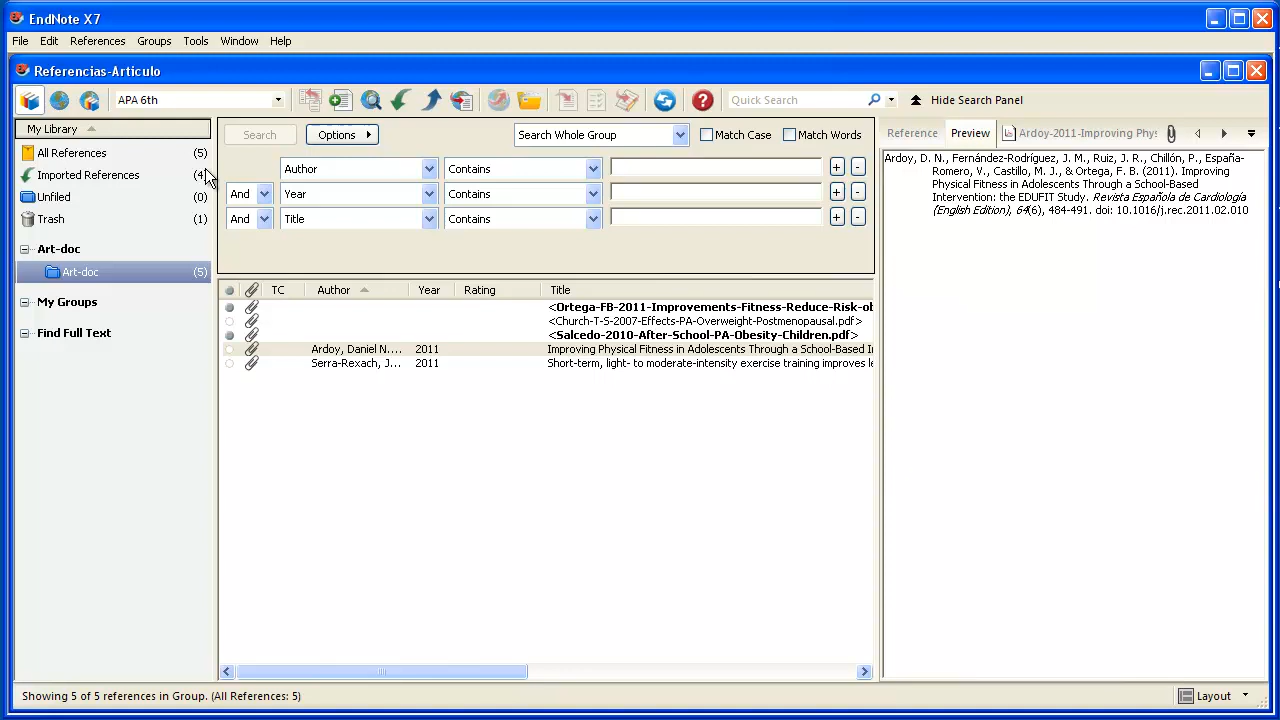 EndNote X7
File Edit References Groups Tools Window Help
Referencias-Articulo
APA 6th
Quick Search
Hide Search Panel
My Library
All References (5)
Imported References (4)
Unfiled (0)
Trash (1)
Art-doc
Art-doc (5)
My Groups
Find Full Text
Search Options Search Whole Group Match Case Match Words
Author Contains + -
And Year Contains + -
And Title Contains + -
TC Author Year Rating Title
<Ortega-FB-2011-Improvements-Fitness-Reduce-Risk-ob
<Church-T-S-2007-Effects-PA-Overweight-Postmenopausal.pdf>
<Salcedo-2010-After-School-PA-Obesity-Children.pdf>
Ardoy, Daniel N.... 2011 Improving Physical Fitness in Adolescents Through a School-Based I
Serra-Rexach, J... 2011 Short-term, light- to moderate-intensity exercise training improves le
Reference Preview Ardoy-2011-Improving Phys
Ardoy, D. N., Fernández-Rodríguez, J. M., Ruiz, J. R., Chillón, P., España-
Romero, V., Castillo, M. J., & Ortega, F. B. (2011). Improving
Physical Fitness in Adolescents Through a School-Based
Intervention: the EDUFIT Study. Revista Española de Cardiología
(English Edition), 64(6), 484-491. doi: 10.1016/j.rec.2011.02.010
Showing 5 of 5 references in Group. (All References: 5)
Layout